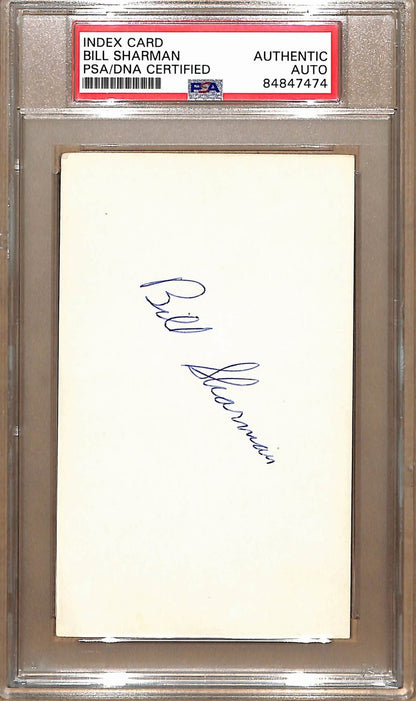 INDEX CARD
BILL SHARMAN
PSA/DNA CERTIFIED
AUTHENTIC
AUTO
84847474
PSA
Bill Sharman